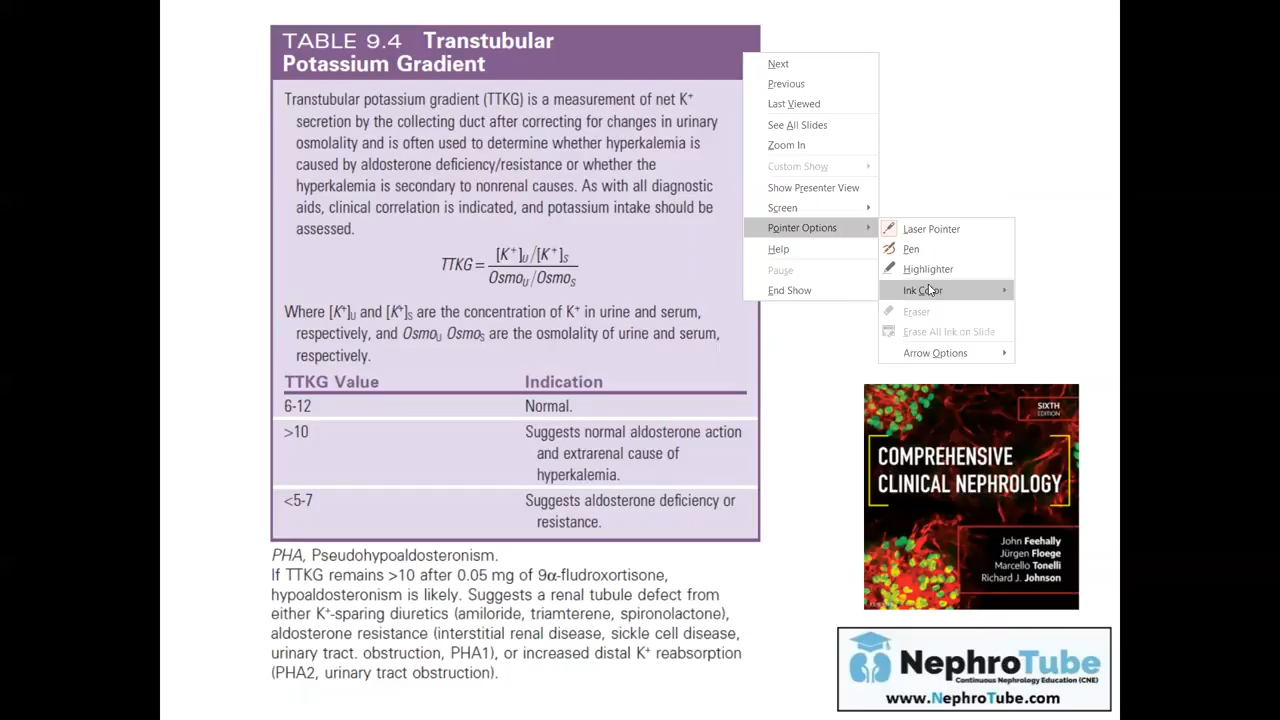 TABLE 9.4 Transtubular
Potassium Gradient
Transtubular potassium gradient (TTKG) is a measurement of net K⁺
secretion by the collecting duct after correcting for changes in urinary
osmolality and is often used to determine whether hyperkalemia is
caused by aldosterone deficiency/resistance or whether the
hyperkalemia is secondary to nonrenal causes. As with all diagnostic
aids, clinical correlation is indicated, and potassium intake should be
assessed.
TTKG = [K⁺]U/[K⁺]S
OsmoU/OsmoS
Where [K⁺]U and [K⁺]S are the concentration of K⁺ in urine and serum,
respectively, and OsmoU OsmoS are the osmolality of urine and serum,
respectively.
TTKG Value Indication
6-12 Normal.
>10 Suggests normal aldosterone action
and extrarenal cause of
hyperkalemia.
<5-7 Suggests aldosterone deficiency or
resistance.
PHA, Pseudohypoaldosteronism.
If TTKG remains >10 after 0.05 mg of 9α-fludroxortisone,
hypoaldosteronism is likely. Suggests a renal tubule defect from
either K⁺-sparing diuretics (amiloride, triamterene, spironolactone),
aldosterone resistance (interstitial renal disease, sickle cell disease,
urinary tract. obstruction, PHA1), or increased distal K⁺ reabsorption
(PHA2, urinary tract obstruction).
Next
Previous
Last Viewed
See All Slides
Zoom In
Custom Show
Show Presenter View
Screen
Pointer Options
Help
Pause
End Show
Laser Pointer
Pen
Highlighter
Ink Color
Eraser
Erase All Ink on Slide
Arrow Options
SIXTH
EDITION
COMPREHENSIVE
CLINICAL NEPHROLOGY
John Feehally
Jürgen Floege
Marcello Tonelli
Richard J. Johnson
NephroTube
Continuous Nephrology Education (CNE)
www.NephroTube.com